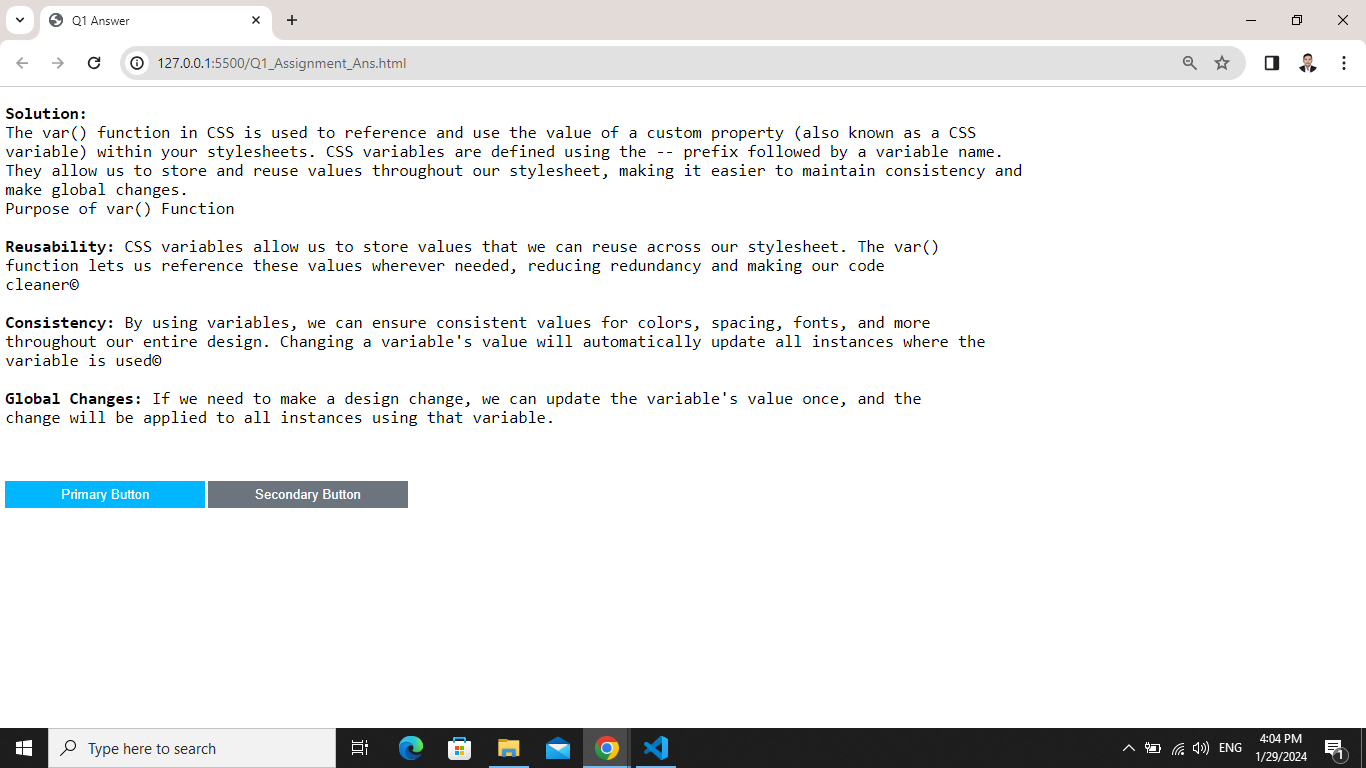 Q1 Answer
127.0.0.1:5500/Q1_Assignment_Ans.html
Solution:
The var() function in CSS is used to reference and use the value of a custom property (also known as a CSS
variable) within your stylesheets. CSS variables are defined using the -- prefix followed by a variable name.
They allow us to store and reuse values throughout our stylesheet, making it easier to maintain consistency and
make global changes.
Purpose of var() Function
Reusability: CSS variables allow us to store values that we can reuse across our stylesheet. The var()
function lets us reference these values wherever needed, reducing redundancy and making our code
cleaner©
Consistency: By using variables, we can ensure consistent values for colors, spacing, fonts, and more
throughout our entire design. Changing a variable's value will automatically update all instances where the
variable is used©
Global Changes: If we need to make a design change, we can update the variable's value once, and the
change will be applied to all instances using that variable.
Primary Button Secondary Button
Type here to search
ENG
4:04 PM
1/29/2024
1